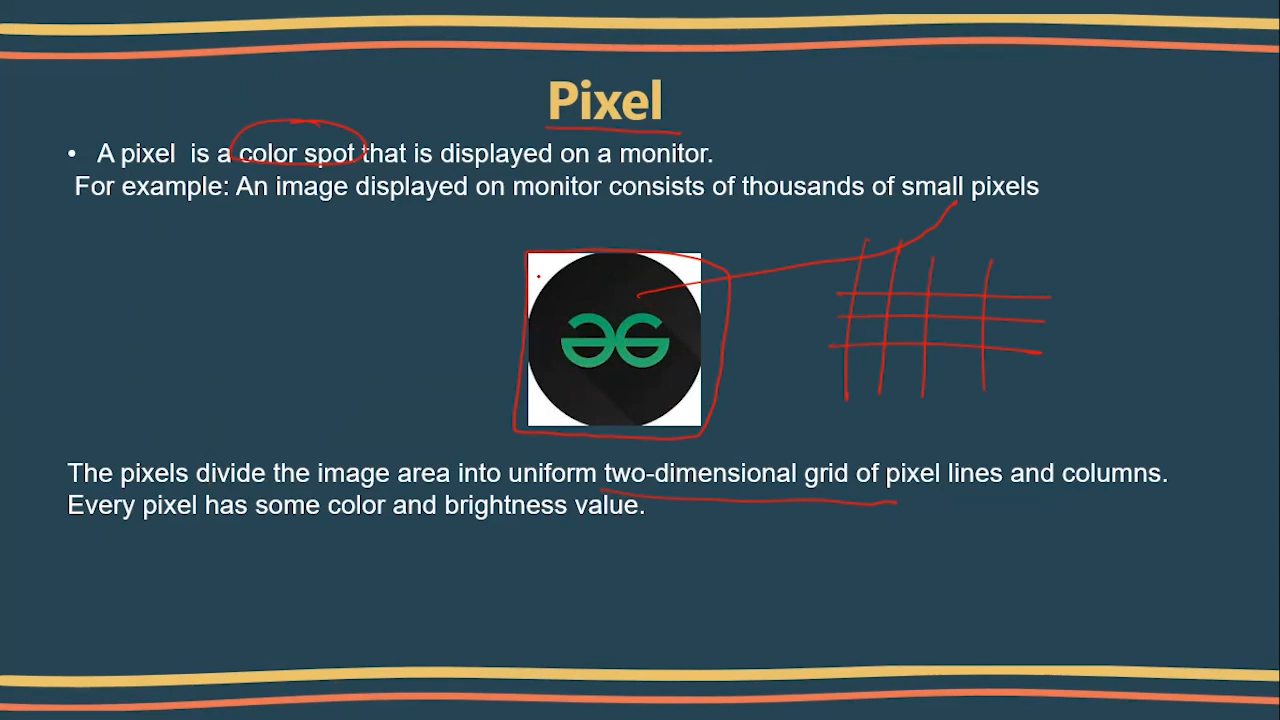 Pixel
• A pixel is a color spot that is displayed on a monitor.
For example: An image displayed on monitor consists of thousands of small pixels
The pixels divide the image area into uniform two-dimensional grid of pixel lines and columns.
Every pixel has some color and brightness value.